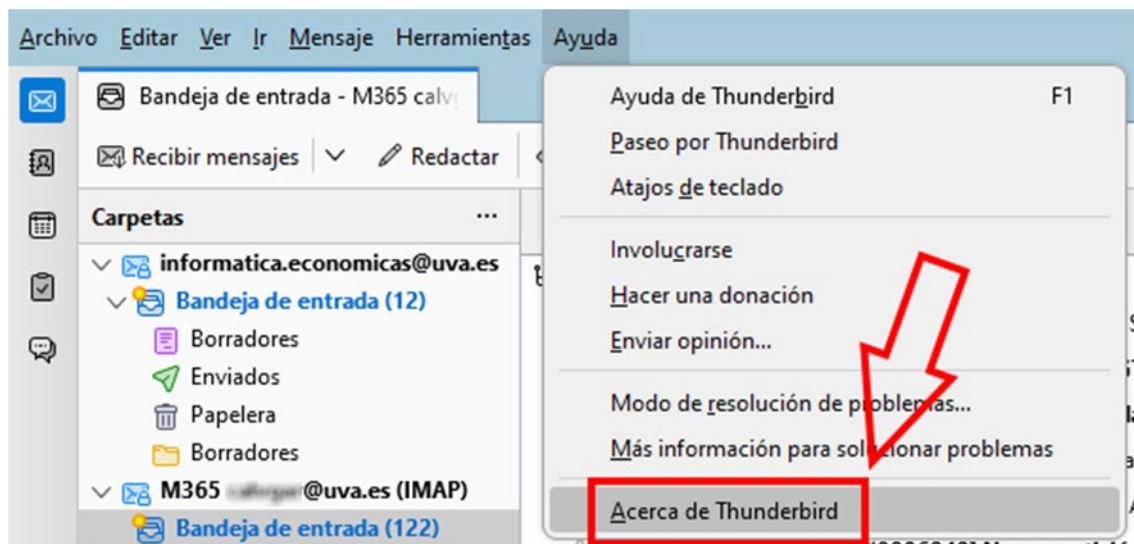 Archivo Editar Ver Ir Mensaje Herramientas Ayuda
Bandeja de entrada - M365
Recibir mensajes Redactar
Carpetas ...
informatica.economicas@uva.es
Bandeja de entrada (12)
Borradores
Enviados
Papelera
Borradores
M365 @uva.es (IMAP)
Bandeja de entrada (122)
Ayuda de Thunderbird F1
Paseo por Thunderbird
Atajos de teclado
Involucrarse
Hacer una donación
Enviar opinión...
Modo de resolución de problemas...
Más información para solucionar problemas
Acerca de Thunderbird